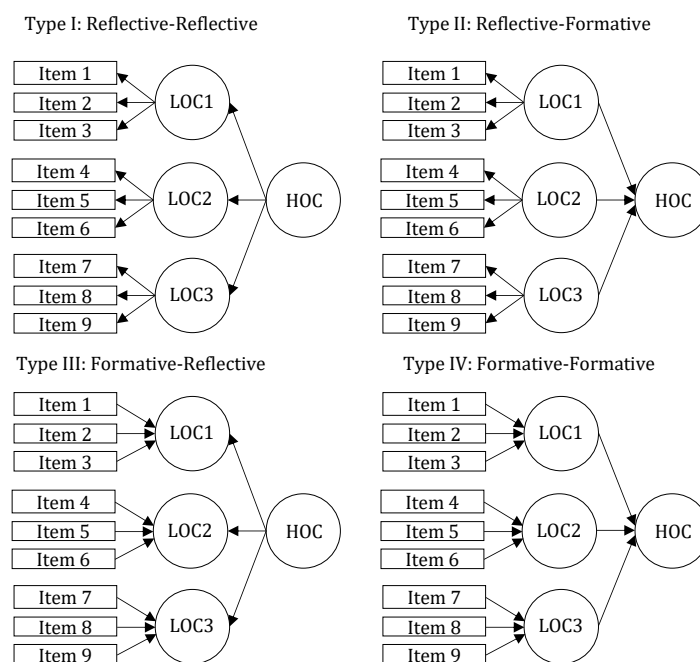 Type I: Reflective-Reflective
Item 1
Item 2
Item 3
LOC1
Item 4
Item 5
Item 6
LOC2
HOC
Item 7
Item 8
Item 9
LOC3
Type II: Reflective-Formative
Item 1
Item 2
Item 3
LOC1
Item 4
Item 5
Item 6
LOC2
HOC
Item 7
Item 8
Item 9
LOC3
Type III: Formative-Reflective
Item 1
Item 2
Item 3
LOC1
Item 4
Item 5
Item 6
LOC2
HOC
Item 7
Item 8
Item 9
LOC3
Type IV: Formative-Formative
Item 1
Item 2
Item 3
LOC1
Item 4
Item 5
Item 6
LOC2
HOC
Item 7
Item 8
Item 9
LOC3